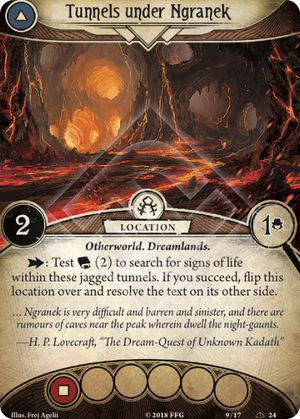 Tunnels under Ngranek
2
LOCATION
1
Otherworld. Dreamlands.
: Test (2) to search for signs of life
within these jagged tunnels. If you succeed, flip this
location over and resolve the text on its other side.
… Ngranek is very difficult and barren and sinister, and there
are rumours of caves near the peak wherein dwell the night-gaunts.
—H. P. Lovecraft, “The Dream-Quest of Unknown Kadath”
Illus. Frej Agelii
© 2018 FFG
9/17
24